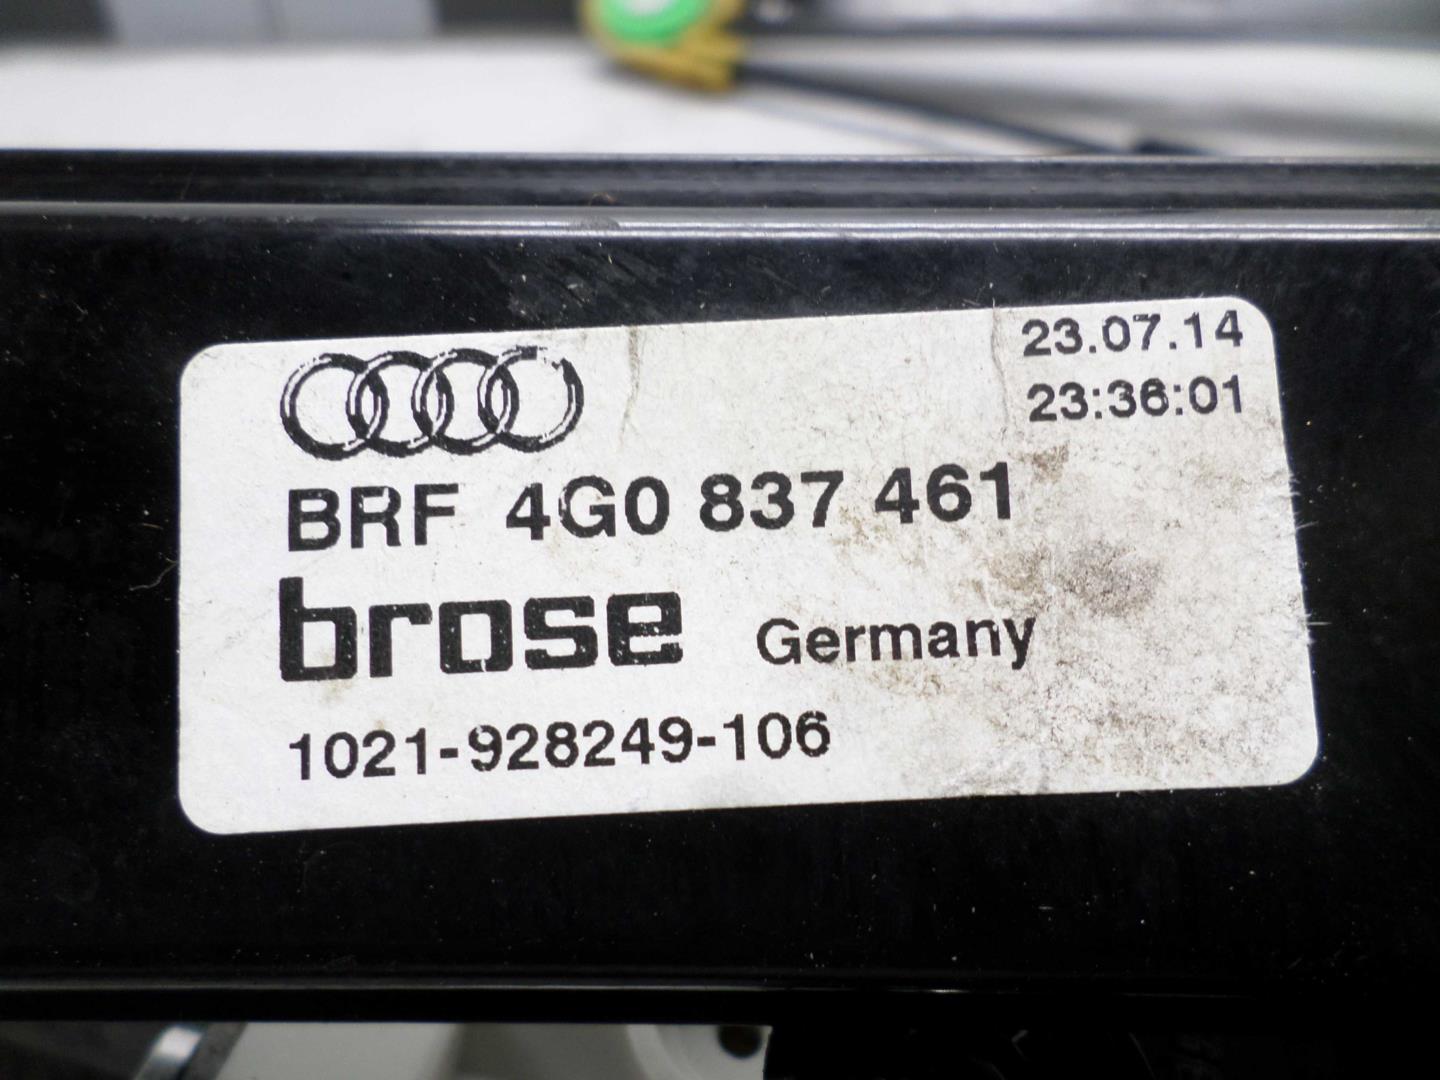 23.07.14
23:36:01
BRF 4G0 837 461
brose Germany
1021-928249-106